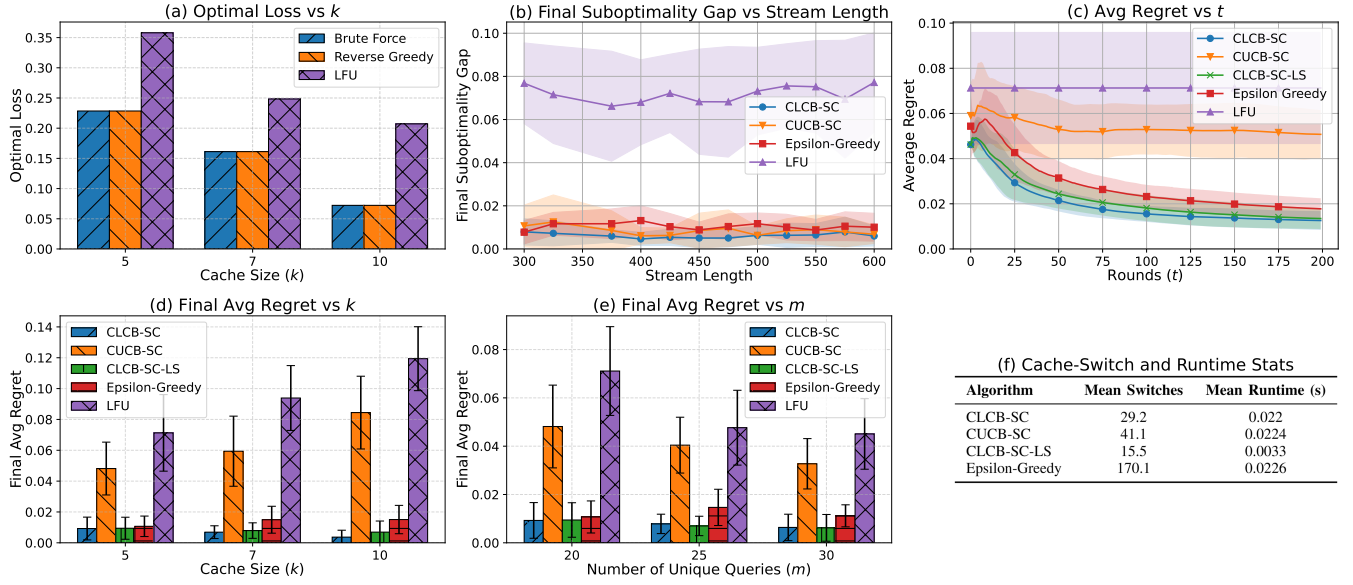 (a) Optimal Loss vs k
Optimal Loss
0.35
0.30
0.25
0.20
0.15
0.10
0.05
0.00
Brute Force
Reverse Greedy
LFU
5 7 10
Cache Size (k)
(b) Final Suboptimality Gap vs Stream Length
Final Suboptimality Gap
0.10
0.08
0.06
0.04
0.02
0.00
CLCB-SC
CUCB-SC
Epsilon-Greedy
LFU
300 350 400 450 500 550 600
Stream Length
(c) Avg Regret vs t
Average Regret
0.10
0.08
0.06
0.04
0.02
0.00
CLCB-SC
CUCB-SC
CLCB-SC-LS
Epsilon Greedy
LFU
0 25 50 75 100 125 150 175 200
Rounds (t)
(d) Final Avg Regret vs k
Final Avg Regret
0.14
0.12
0.10
0.08
0.06
0.04
0.02
0.00
CLCB-SC
CUCB-SC
CLCB-SC-LS
Epsilon-Greedy
LFU
5 7 10
Cache Size (k)
(e) Final Avg Regret vs m
Final Avg Regret
0.08
0.06
0.04
0.02
0.00
CLCB-SC
CUCB-SC
CLCB-SC-LS
Epsilon-Greedy
LFU
20 25 30
Number of Unique Queries (m)
(f) Cache-Switch and Runtime Stats
Algorithm Mean Switches Mean Runtime (s)
CLCB-SC 29.2 0.022
CUCB-SC 41.1 0.0224
CLCB-SC-LS 15.5 0.0033
Epsilon-Greedy 170.1 0.0226